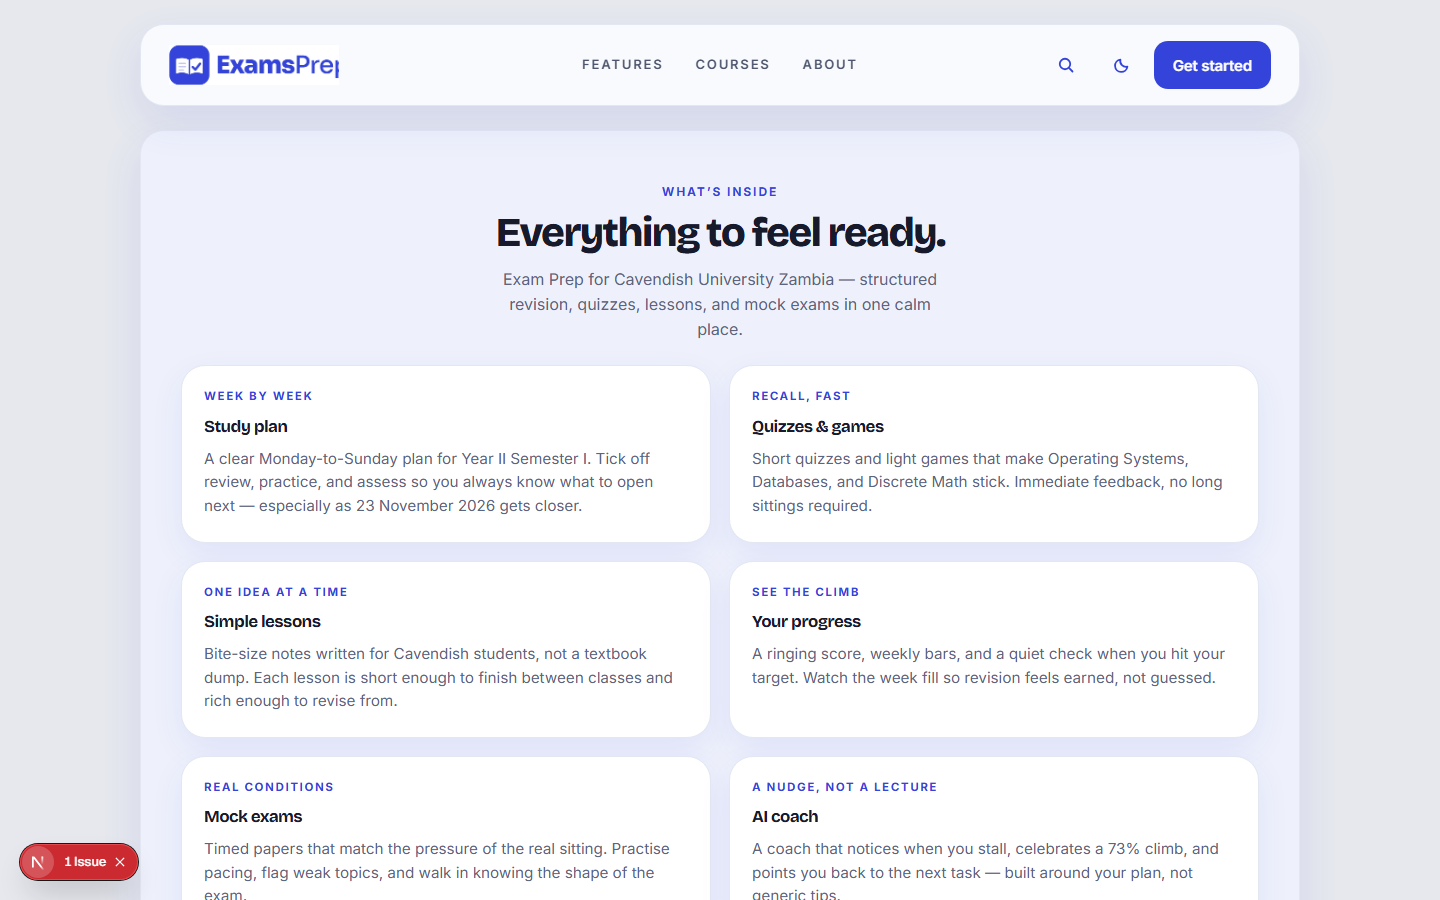 ExamsPrep
FEATURES
COURSES
ABOUT
Get started
WHAT’S INSIDE
Everything to feel ready.
Exam Prep for Cavendish University Zambia — structured
revision, quizzes, lessons, and mock exams in one calm
place.
WEEK BY WEEK
Study plan
A clear Monday-to-Sunday plan for Year II Semester I. Tick off
review, practice, and assess so you always know what to open
next — especially as 23 November 2026 gets closer.
RECALL, FAST
Quizzes & games
Short quizzes and light games that make Operating Systems,
Databases, and Discrete Math stick. Immediate feedback, no long
sittings required.
ONE IDEA AT A TIME
Simple lessons
Bite-size notes written for Cavendish students, not a textbook
dump. Each lesson is short enough to finish between classes and
rich enough to revise from.
SEE THE CLIMB
Your progress
A ringing score, weekly bars, and a quiet check when you hit your
target. Watch the week fill so revision feels earned, not guessed.
REAL CONDITIONS
Mock exams
Timed papers that match the pressure of the real sitting. Practise
pacing, flag weak topics, and walk in knowing the shape of the
exam.
A NUDGE, NOT A LECTURE
AI coach
A coach that notices when you stall, celebrates a 73% climb, and
points you back to the next task — built around your plan, not
generic tips.
N
1 Issue